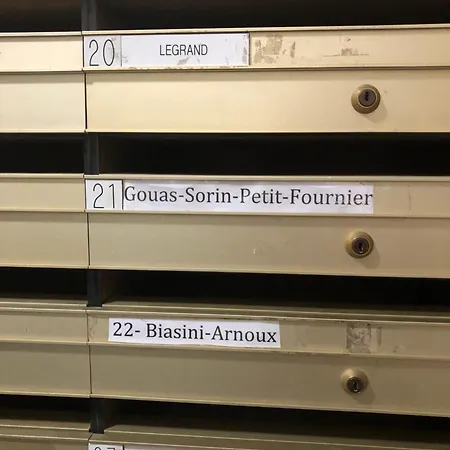 20 LEGRAND
21 Gouas-Sorin-Petit-Fournier
22- Biasini-Arnoux